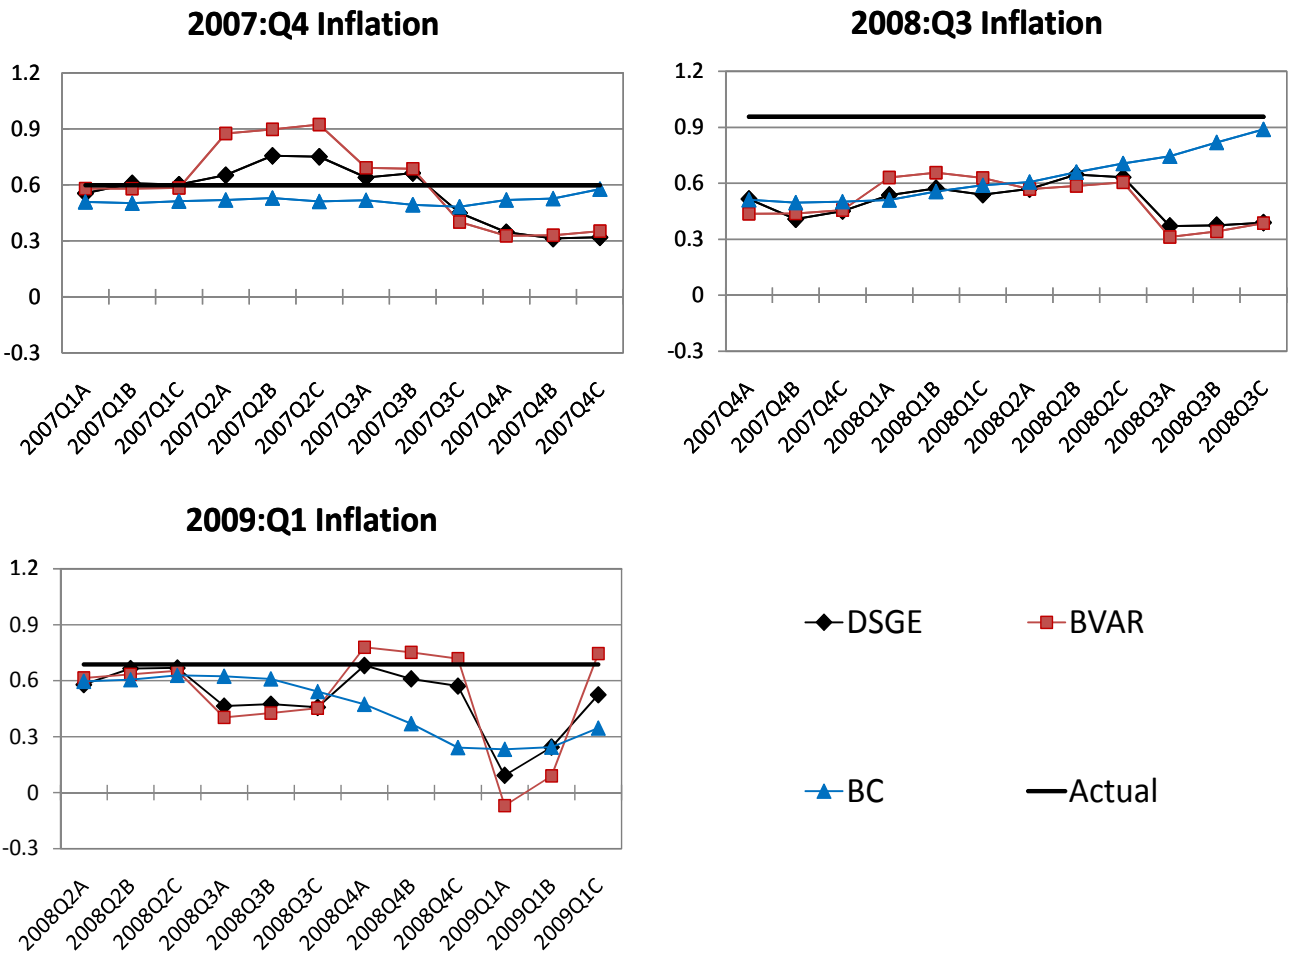 2007:Q4 Inflation
1.2
0.9
0.6
0.3
0
-0.3
2007Q1A
2007Q1B
2007Q1C
2007Q2A
2007Q2B
2007Q2C
2007Q3A
2007Q3B
2007Q3C
2007Q4A
2007Q4B
2007Q4C
2008:Q3 Inflation
1.2
0.9
0.6
0.3
0
-0.3
2007Q4A
2007Q4B
2007Q4C
2008Q1A
2008Q1B
2008Q1C
2008Q2A
2008Q2B
2008Q2C
2008Q3A
2008Q3B
2008Q3C
2009:Q1 Inflation
1.2
0.9
0.6
0.3
0
-0.3
2008Q2A
2008Q2B
2008Q2C
2008Q3A
2008Q3B
2008Q3C
2008Q4A
2008Q4B
2008Q4C
2009Q1A
2009Q1B
2009Q1C
DSGE
BVAR
BC
Actual